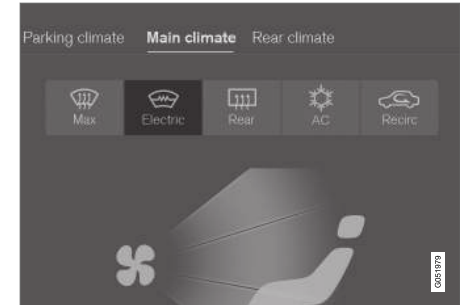 Parking climate Main climate Rear climate
Max Electric Rear AC Recirc
G051979